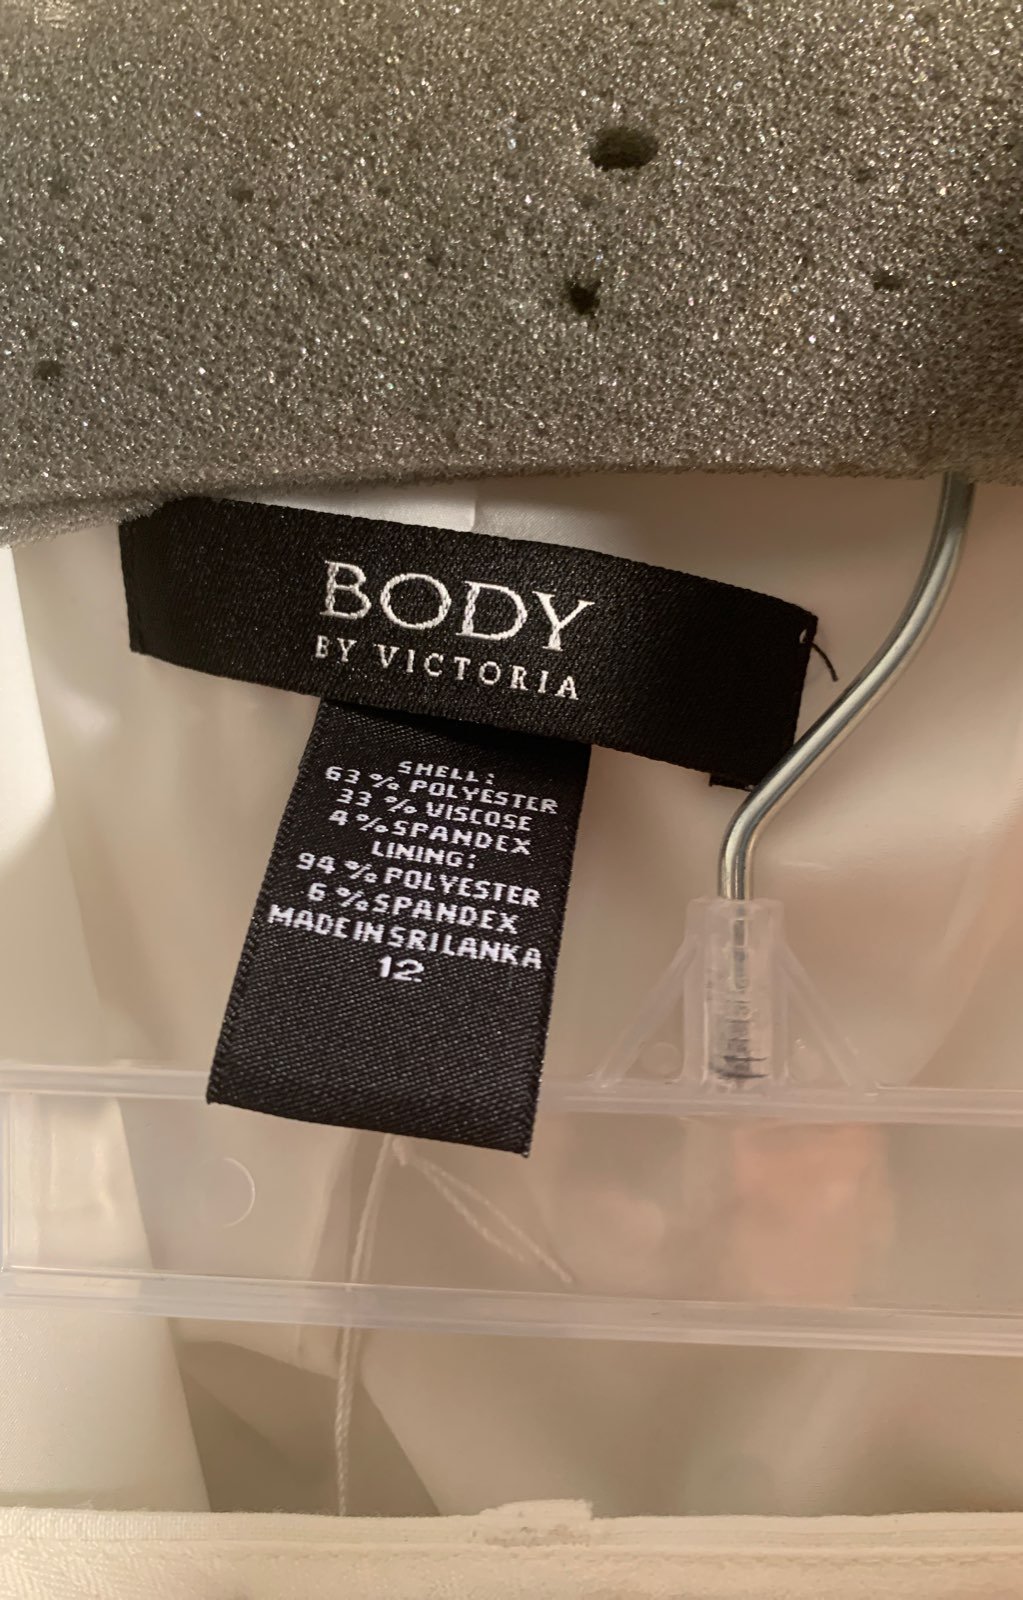 BODY
BY VICTORIA
SHELL:
63 % POLYESTER
33 % VISCOSE
4 % SPANDEX
LINING:
94 % POLYESTER
6 % SPANDEX
MADE IN SRI LANKA
12